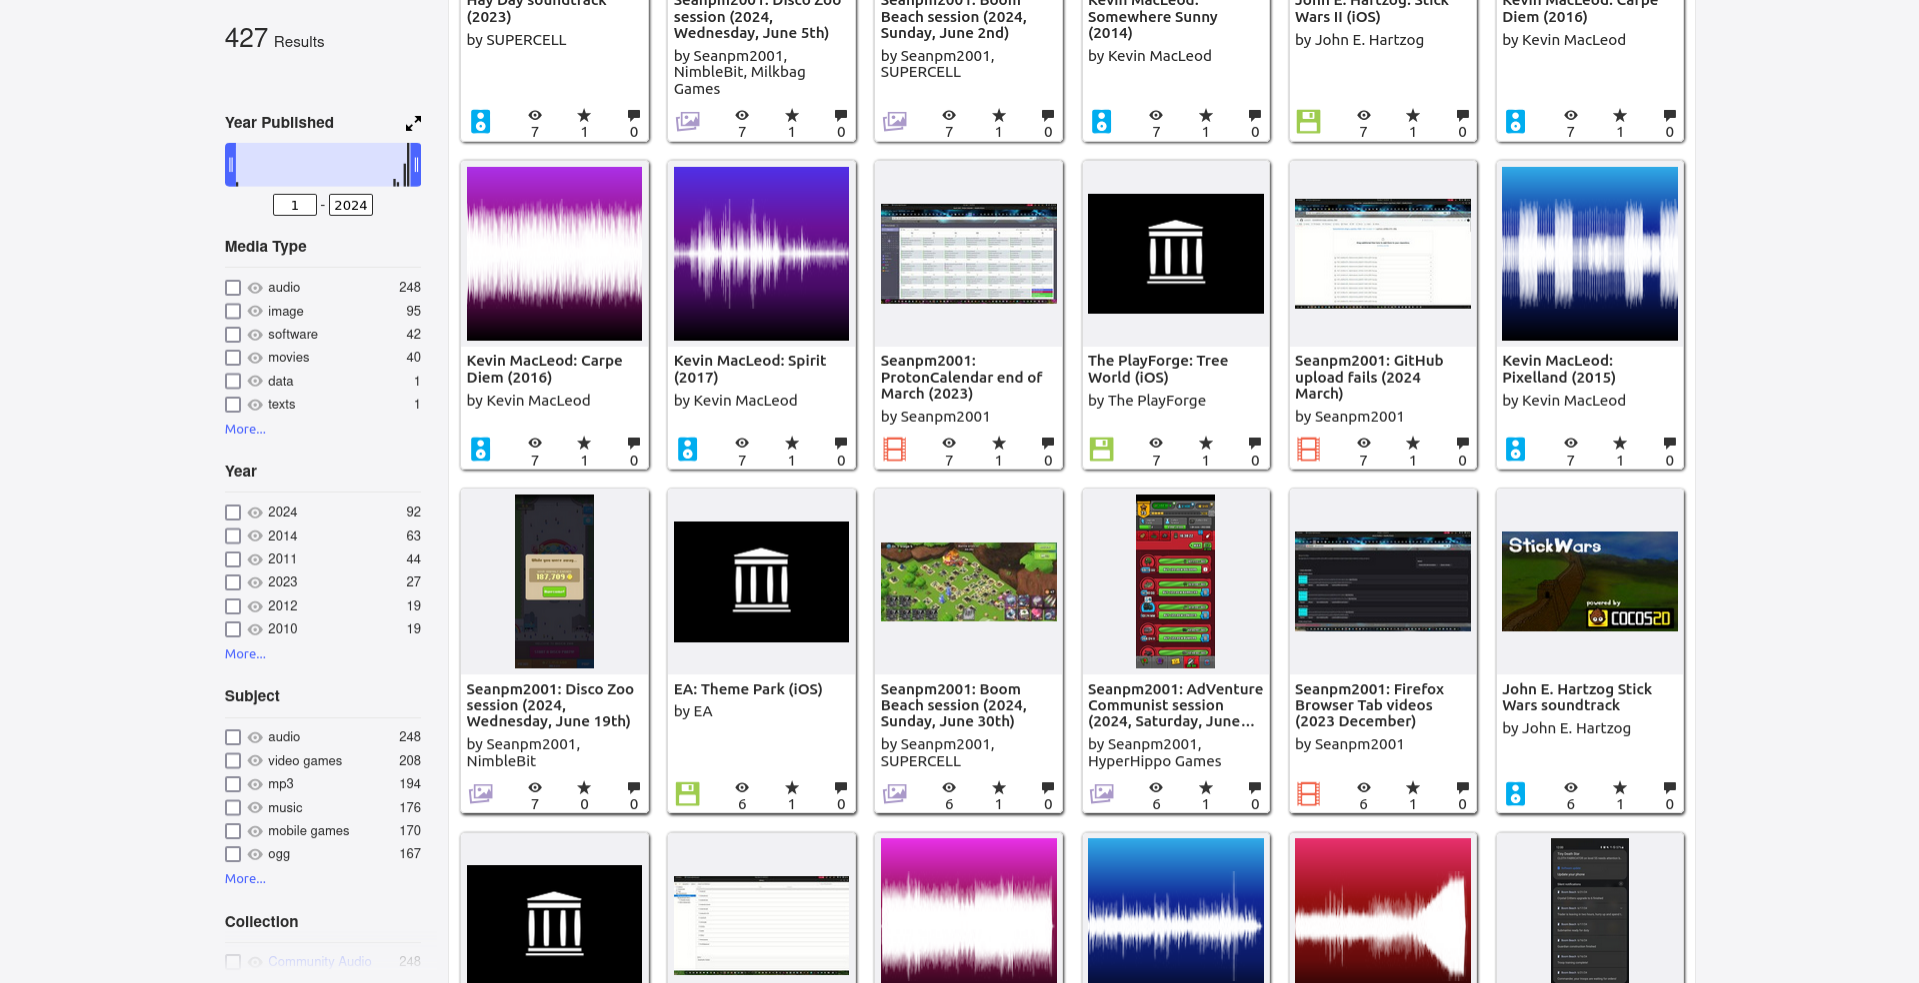 427 Results
Year Published
1 - 2024
Media Type
audio 248
image 95
software 42
movies 40
data 1
texts 1
More...
Year
2024 92
2014 63
2011 44
2023 27
2012 19
2010 19
More...
Subject
audio 248
video games 208
mp3 194
music 176
mobile games 170
ogg 167
More...
Collection
Community Audio 248
Hay Day soundtrack
(2023)
by SUPERCELL
7 1 0
Seanpm2001: Disco Zoo
session (2024,
Wednesday, June 5th)
by Seanpm2001,
NimbleBit, Milkbag
Games
7 1 0
Seanpm2001: Boom
Beach session (2024,
Sunday, June 2nd)
by Seanpm2001,
SUPERCELL
7 1 0
Kevin MacLeod:
Somewhere Sunny
(2014)
by Kevin MacLeod
7 1 0
John E. Hartzog: Stick
Wars II (iOS)
by John E. Hartzog
7 1 0
Kevin MacLeod: Carpe
Diem (2016)
by Kevin MacLeod
7 1 0
Kevin MacLeod: Carpe
Diem (2016)
by Kevin MacLeod
7 1 0
Kevin MacLeod: Spirit
(2017)
by Kevin MacLeod
7 1 0
Seanpm2001:
ProtonCalendar end of
March (2023)
by Seanpm2001
7 1 0
The PlayForge: Tree
World (iOS)
by The PlayForge
7 1 0
Seanpm2001: GitHub
upload fails (2024
March)
by Seanpm2001
7 1 0
Kevin MacLeod:
Pixelland (2015)
by Kevin MacLeod
7 1 0
While you were away...
187,709
Seanpm2001: Disco Zoo
session (2024,
Wednesday, June 19th)
by Seanpm2001,
NimbleBit
7 0 0
EA: Theme Park (iOS)
by EA
6 1 0
Seanpm2001: Boom
Beach session (2024,
Sunday, June 30th)
by Seanpm2001,
SUPERCELL
6 1 0
Seanpm2001: AdVenture
Communist session
(2024, Saturday, June...
by Seanpm2001,
HyperHippo Games
6 1 0
Seanpm2001: Firefox
Browser Tab videos
(2023 December)
by Seanpm2001
6 1 0
StickWars
powered by
COCOS2D
John E. Hartzog Stick
Wars soundtrack
by John E. Hartzog
6 1 0